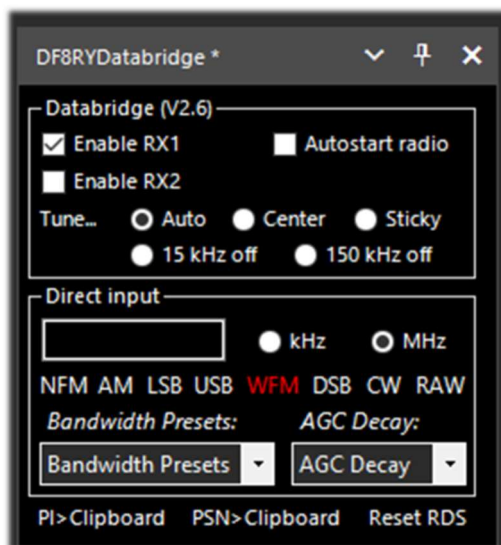 DF8RYDatabridge *
Databridge (V2.6)
Enable RX1 Autostart radio
Enable RX2
Tune... Auto Center Sticky
15 kHz off 150 kHz off
Direct input
kHz MHz
NFM AM LSB USB WFM DSB CW RAW
Bandwidth Presets: AGC Decay:
Bandwidth Presets AGC Decay
PI>Clipboard PSN>Clipboard Reset RDS